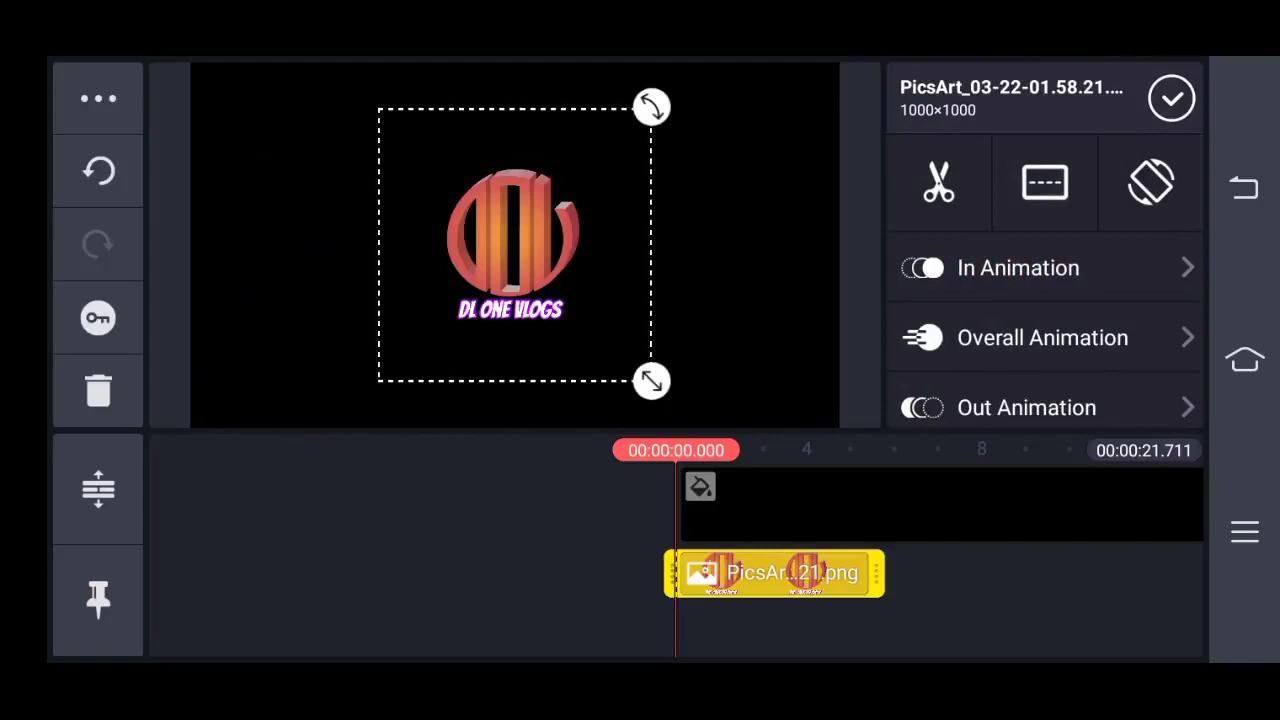 PicsArt_03-22-01.58.21....
1000×1000
DL ONE VLOGS
In Animation
Overall Animation
Out Animation
00:00:00.000
4
8
00:00:21.711
PicsAr...21.png